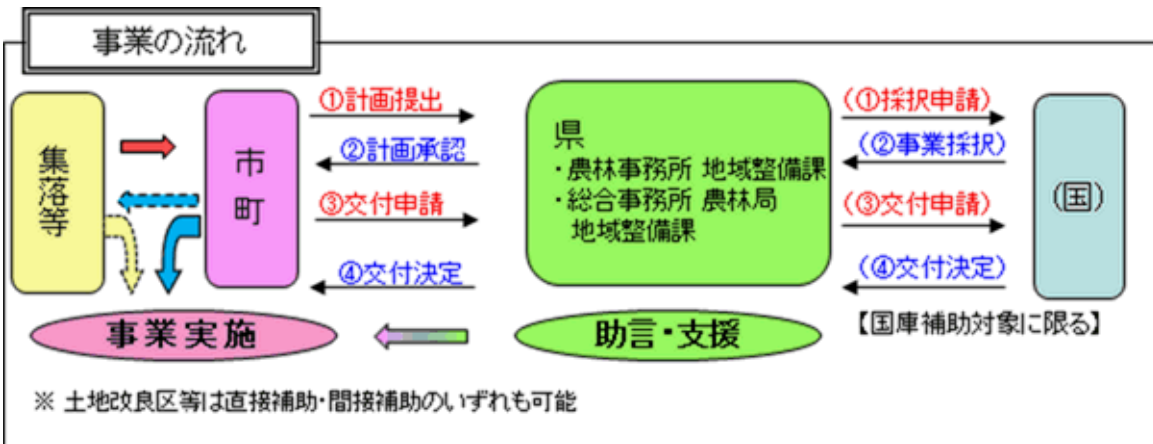 事業の流れ
集落等
市町
①計画提出
②計画承認
③交付申請
④交付決定
県
・農林事務所 地域整備課
・総合事務所 農林局
地域整備課
(①採択申請)
(②事業採択)
(③交付申請)
(④交付決定)
(国)
【国庫補助対象に限る】
事業実施
助言・支援
※ 土地改良区等は直接補助・間接補助のいずれも可能